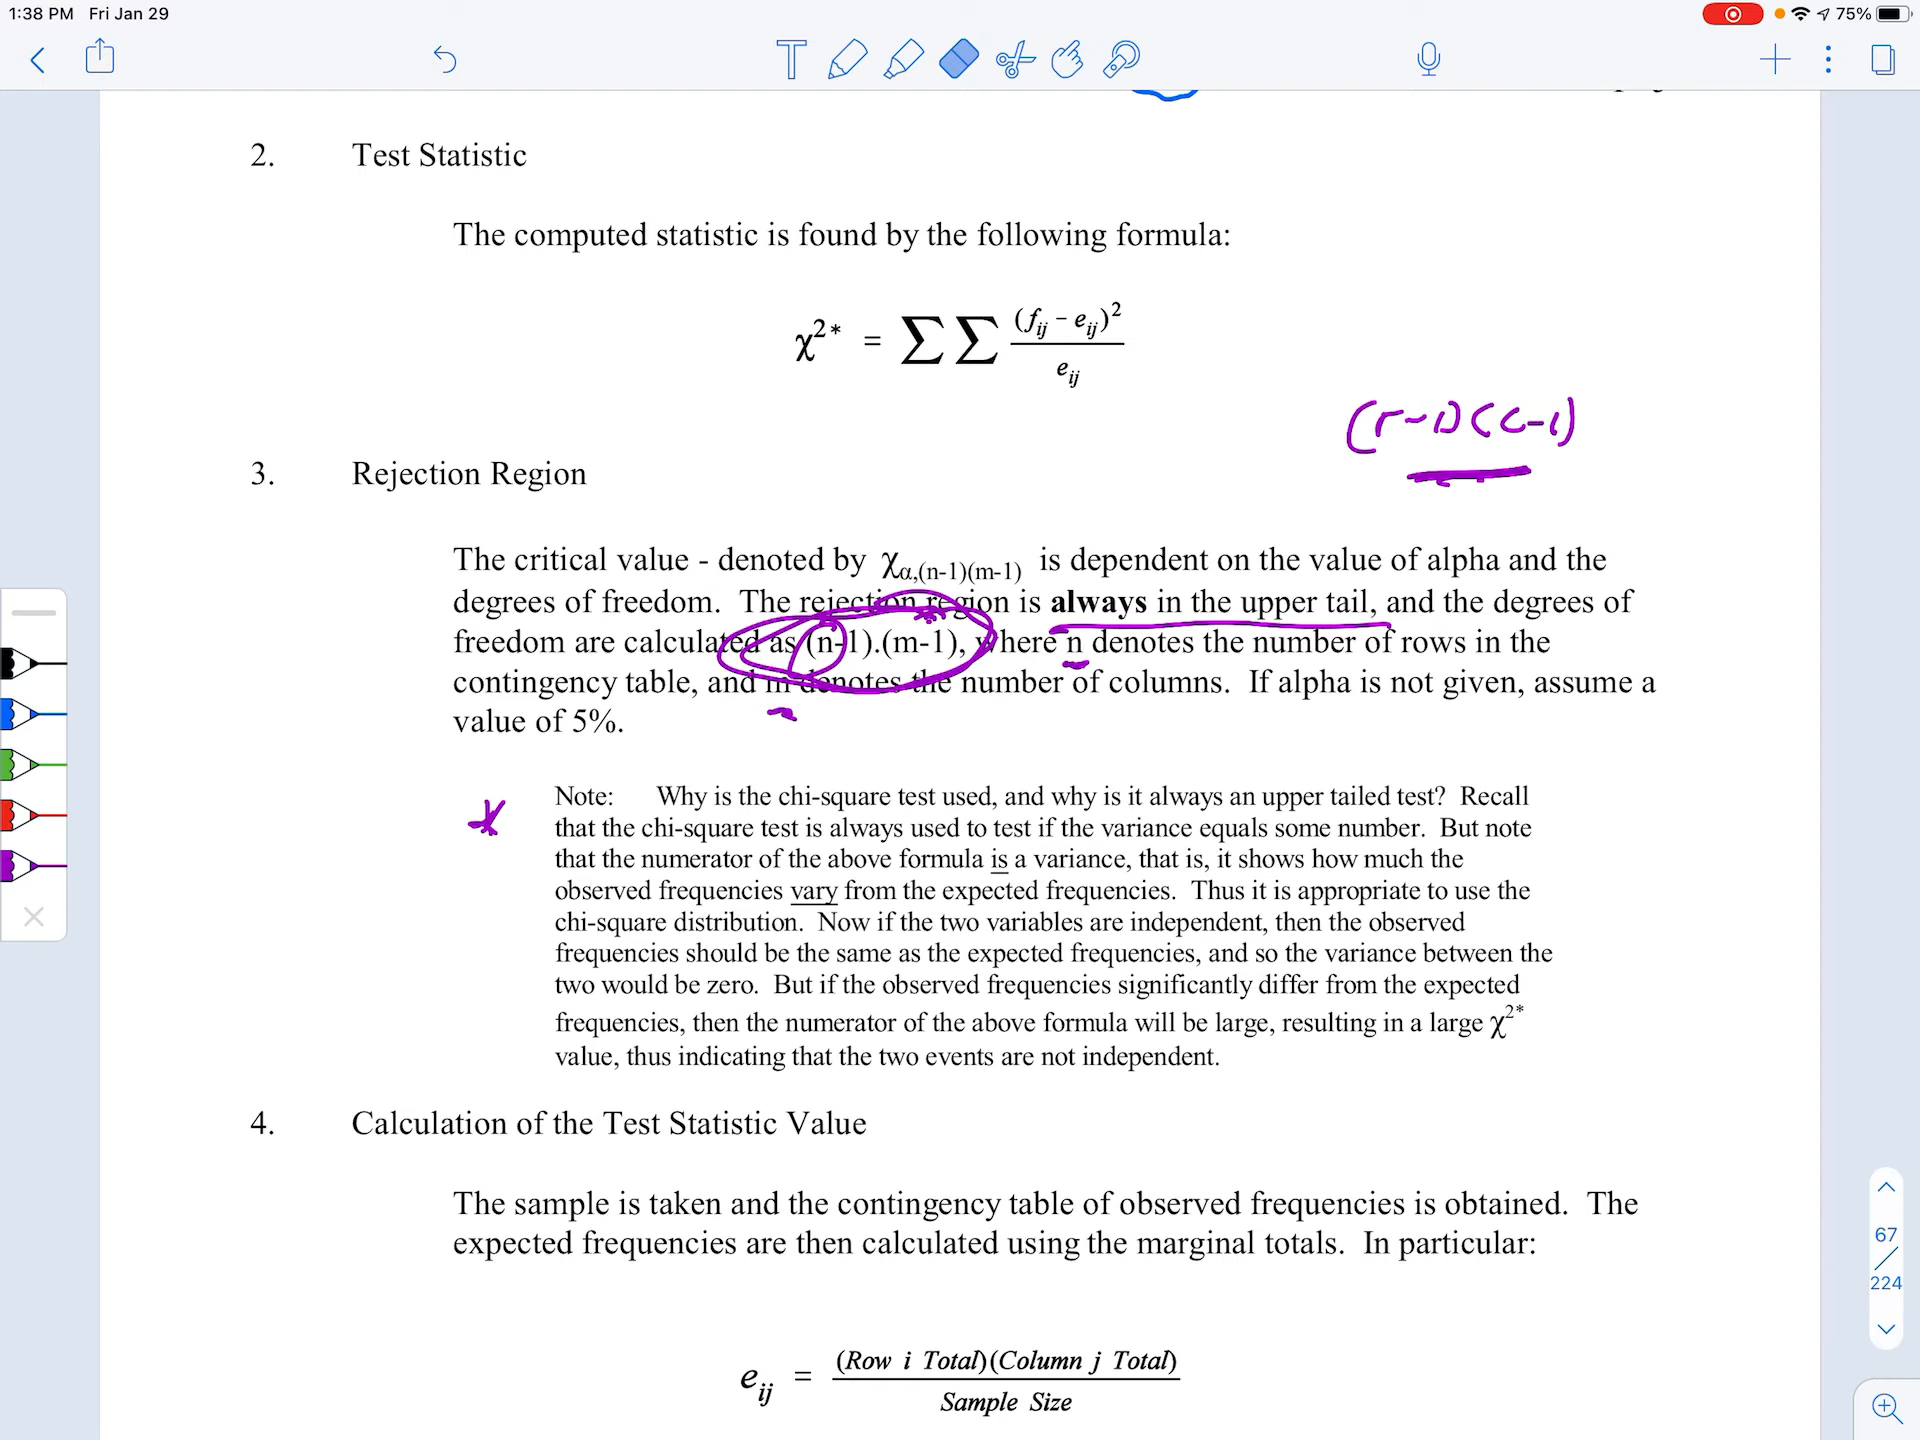 1:38 PM Fri Jan 29
75%
2. Test Statistic
The computed statistic is found by the following formula:
χ²* = ΣΣ (f_ij - e_ij)² / e_ij
(r-1)(c-1)
3. Rejection Region
The critical value - denoted by χ_α,(n-1)(m-1) is dependent on the value of alpha and the
degrees of freedom. The rejection region is always in the upper tail, and the degrees of
freedom are calculated as (n-1).(m-1), where n denotes the number of rows in the
contingency table, and m denotes the number of columns. If alpha is not given, assume a
value of 5%.
Note: Why is the chi-square test used, and why is it always an upper tailed test? Recall
that the chi-square test is always used to test if the variance equals some number. But note
that the numerator of the above formula is a variance, that is, it shows how much the
observed frequencies vary from the expected frequencies. Thus it is appropriate to use the
chi-square distribution. Now if the two variables are independent, then the observed
frequencies should be the same as the expected frequencies, and so the variance between the
two would be zero. But if the observed frequencies significantly differ from the expected
frequencies, then the numerator of the above formula will be large, resulting in a large χ²*
value, thus indicating that the two events are not independent.
4. Calculation of the Test Statistic Value
The sample is taken and the contingency table of observed frequencies is obtained. The
expected frequencies are then calculated using the marginal totals. In particular:
e_ij = (Row i Total)(Column j Total) / Sample Size
67
/
224